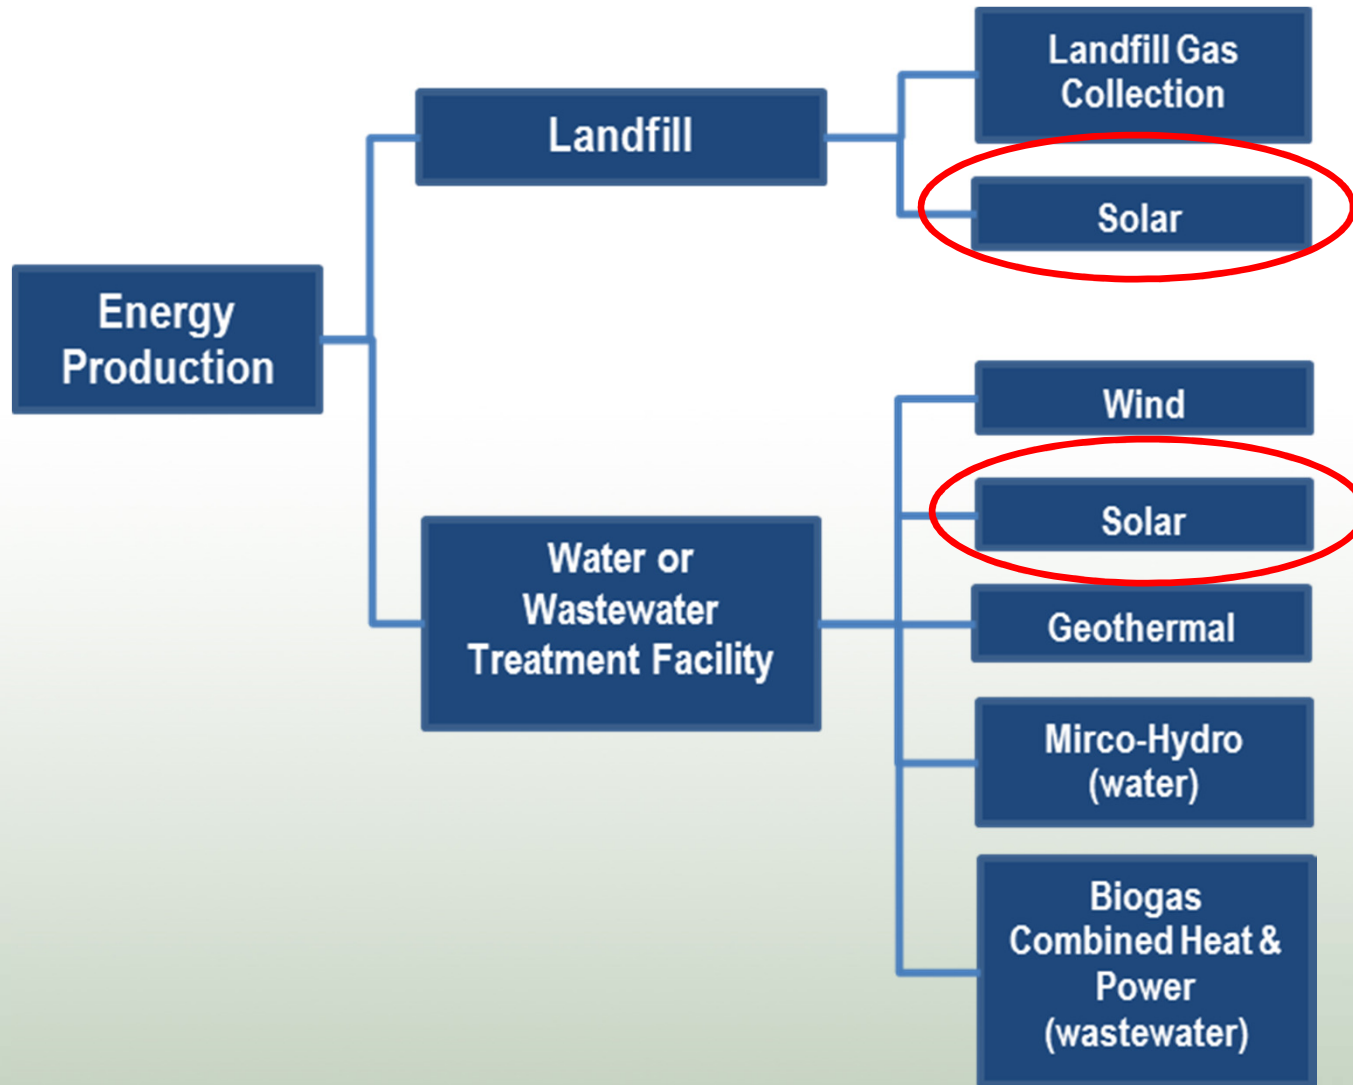 Energy
Production
Landfill
Landfill Gas
Collection
Solar
Water or
Wastewater
Treatment Facility
Wind
Solar
Geothermal
Mirco-Hydro
(water)
Biogas
Combined Heat &
Power
(wastewater)